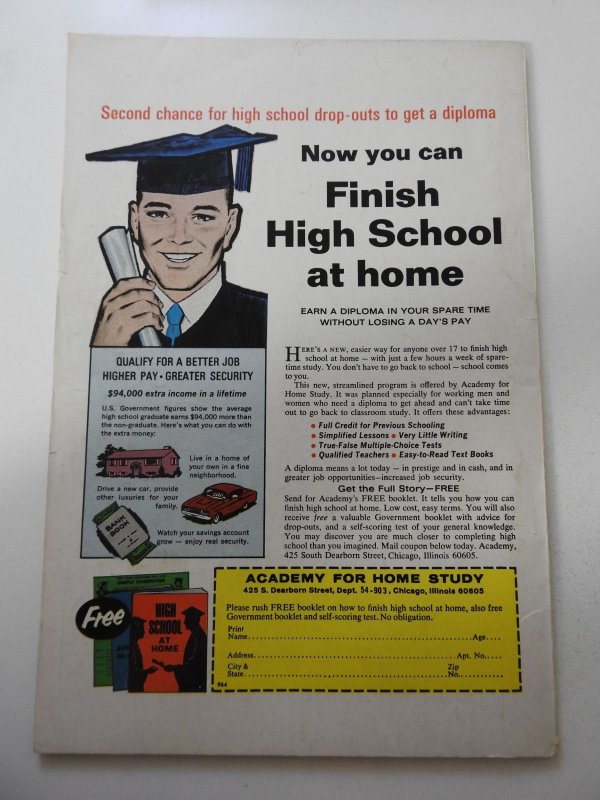 Second chance for high school drop-outs to get a diploma
Now you can
Finish
High School
at home
EARN A DIPLOMA IN YOUR SPARE TIME
WITHOUT LOSING A DAY'S PAY
QUALIFY FOR A BETTER JOB
HIGHER PAY • GREATER SECURITY
$94,000 extra income in a lifetime
U.S. Government figures show the average
high school graduate earns $94,000 more than
the non-graduate. Here's what you can do with
the extra money:
Live in a home of
your own in a fine
neighborhood.
Drive a new car, provide
other luxuries for your
family.
BANK
BOOK
Watch your savings account
grow — enjoy real security.
HERE'S A NEW, easier way for anyone over 17 to finish high
school at home — with just a few hours a week of spare-
time study. You don't have to go back to school — school comes
to you.
This new, streamlined program is offered by Academy for
Home Study. It was planned especially for working men and
women who need a diploma to get ahead and can't take time
out to go back to classroom study. It offers these advantages:
• Full Credit for Previous Schooling
• Simplified Lessons • Very Little Writing
• True-False Multiple-Choice Tests
• Qualified Teachers • Easy-to-Read Text Books
A diploma means a lot today — in prestige and in cash, and in
greater job opportunities—increased job security.
Get the Full Story—FREE
Send for Academy's FREE booklet. It tells you how you can
finish high school at home. Low cost, easy terms. You will also
receive free a valuable Government booklet with advice for
drop-outs, and a self-scoring test of your general knowledge.
You may discover you are much closer to completing high
school than you imagined. Mail coupon below today. Academy,
425 South Dearborn Street, Chicago, Illinois 60605.
Free
SAMPLE EXAMINATION
HIGH
SCHOOL
AT HOME
ACADEMY FOR HOME STUDY
425 S. Dearborn Street, Dept. 54-903, Chicago, Illinois 60605
Please rush FREE booklet on how to finish high school at home, also free
Government booklet and self-scoring test. No obligation.
Print
Name Age
Address Apt. No.
City & Zip
State No.
964